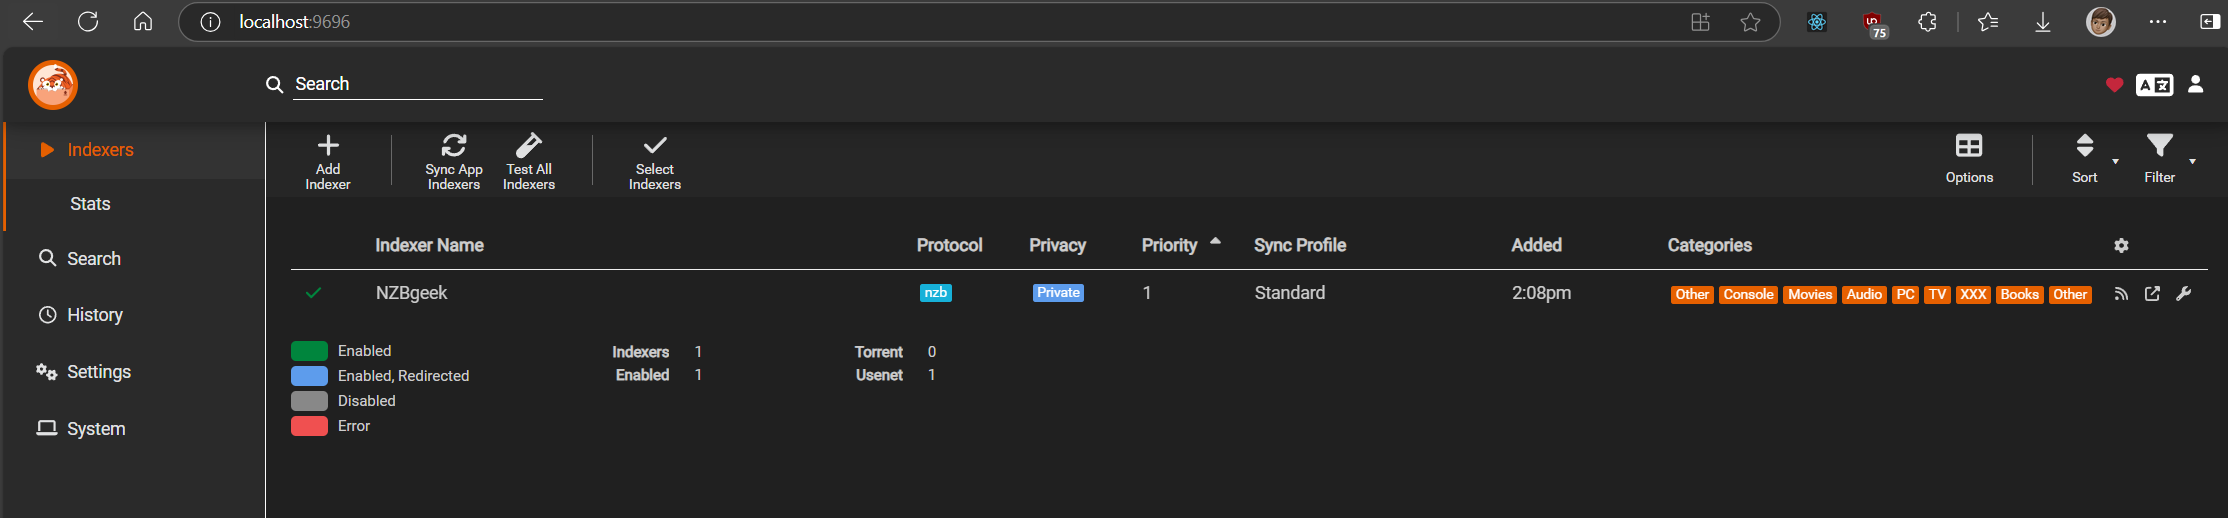 localhost:9696
75
Search
A 文
Indexers
Stats
Search
History
Settings
System
Add
Indexer
Sync App
Indexers
Test All
Indexers
Select
Indexers
Options
Sort
Filter
Indexer Name Protocol Privacy Priority Sync Profile Added Categories
NZBgeek nzb Private 1 Standard 2:08pm Other Console Movies Audio PC TV XXX Books Other
Enabled
Enabled, Redirected
Disabled
Error
Indexers 1
Enabled 1
Torrent 0
Usenet 1